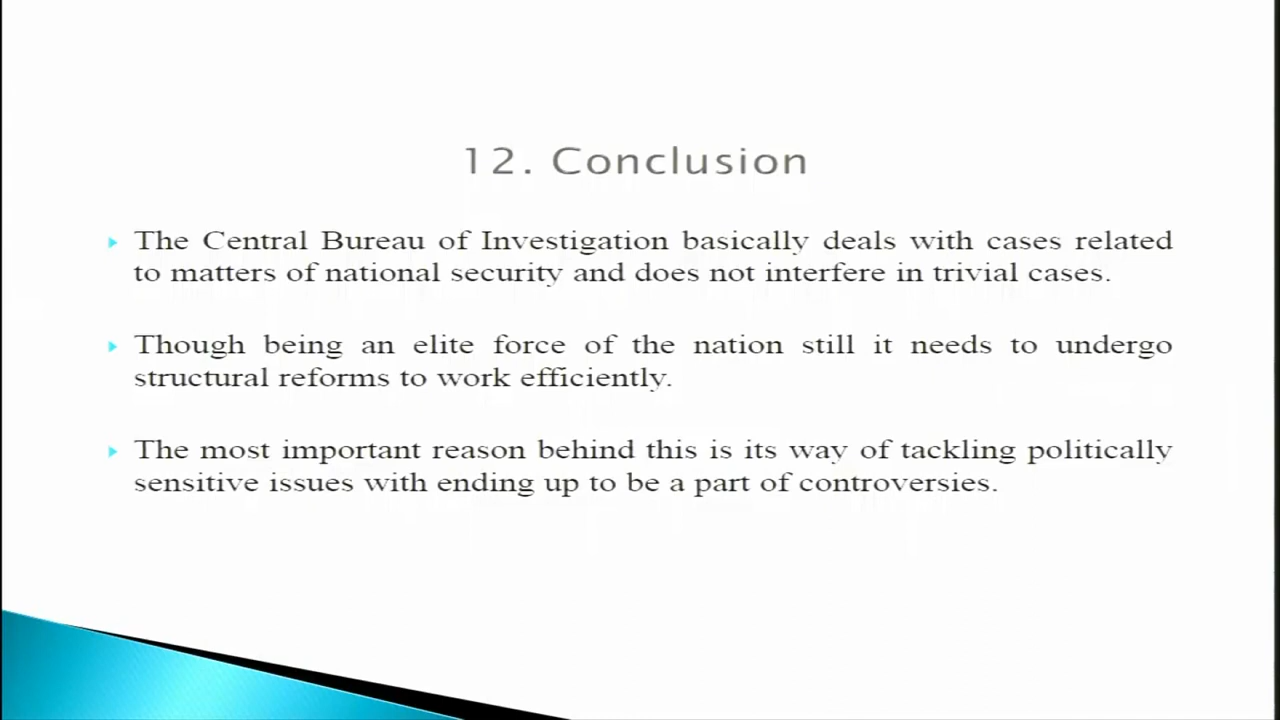 12. Conclusion
The Central Bureau of Investigation basically deals with cases related
to matters of national security and does not interfere in trivial cases.
Though being an elite force of the nation still it needs to undergo
structural reforms to work efficiently.
The most important reason behind this is its way of tackling politically
sensitive issues with ending up to be a part of controversies.